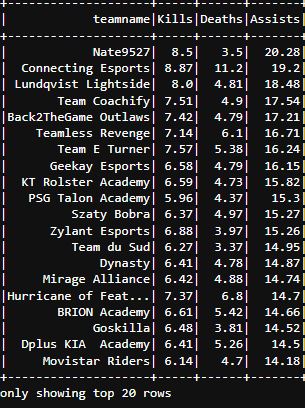 +--------------------+-----+------+-------+
|            teamname|Kills|Deaths|Assists|
+--------------------+-----+------+-------+
|            Nate9527|  8.5|   3.5|  20.28|
|  Connecting Esports| 8.87|  11.2|   19.2|
| Lundqvist Lightside|  8.0|  4.81|  18.48|
|       Team Coachify| 7.51|   4.9|  17.54|
|Back2TheGame Outlaws| 7.42|  4.79|  17.21|
|    Teamless Revenge| 7.14|   6.1|  16.71|
|       Team E Turner| 7.57|  5.38|  16.24|
|      Geekay Esports| 6.58|  4.79|  16.15|
|  KT Rolster Academy| 6.59|  4.73|  15.82|
|   PSG Talon Academy| 5.96|  4.37|   15.3|
|        Szaty Bobra| 6.37|  4.97|  15.27|
|      Zylant Esports| 6.88|  3.97|  15.26|
|         Team du Sud| 6.27|  3.37|  14.95|
|             Dynasty| 6.41|  4.78|  14.87|
|     Mirage Alliance| 6.42|  4.88|  14.74|
|Hurricane of Feat...| 7.37|   6.8|   14.7|
|      BRION  Academy| 6.61|  5.42|  14.66|
|            Goskilla| 6.48|  3.81|  14.52|
|  Dplus KIA  Academy| 6.41|  5.26|   14.5|
|     Movistar Riders| 6.14|   4.7|  14.18|
+--------------------+-----+------+-------+
only showing top 20 rows